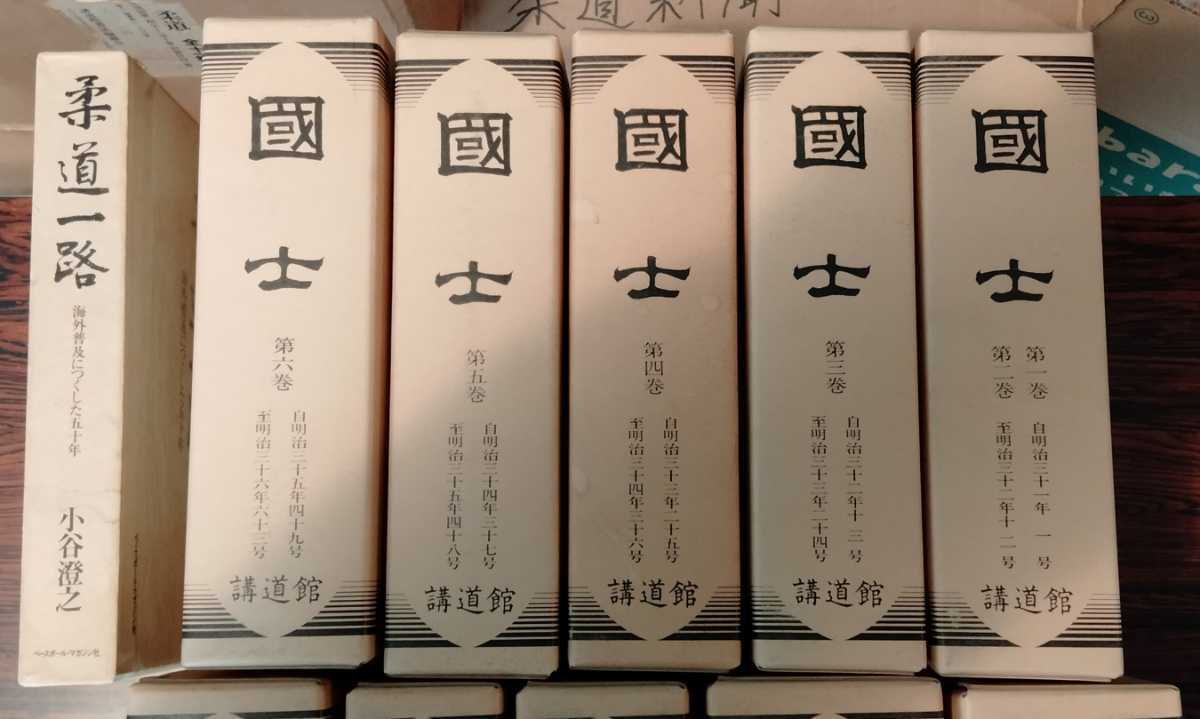 柔道新聞
③
柔道
bar
柔道一路
海外普及につくした五十年
小谷澄之
ベースボール・マガジン社
國士
第六巻
自明治三十五年四十九号
至明治三十六年六十三号
講道館
國士
第五巻
自明治三十四年三十七号
至明治三十五年四十八号
講道館
國士
第四巻
自明治三十三年二十五号
至明治三十四年三十六号
講道館
國士
第三巻
自明治三十二年十三号
至明治三十三年二十四号
講道館
國士
第一巻 自明治三十一年 一号
第二巻 至明治三十二年十二号
講道館